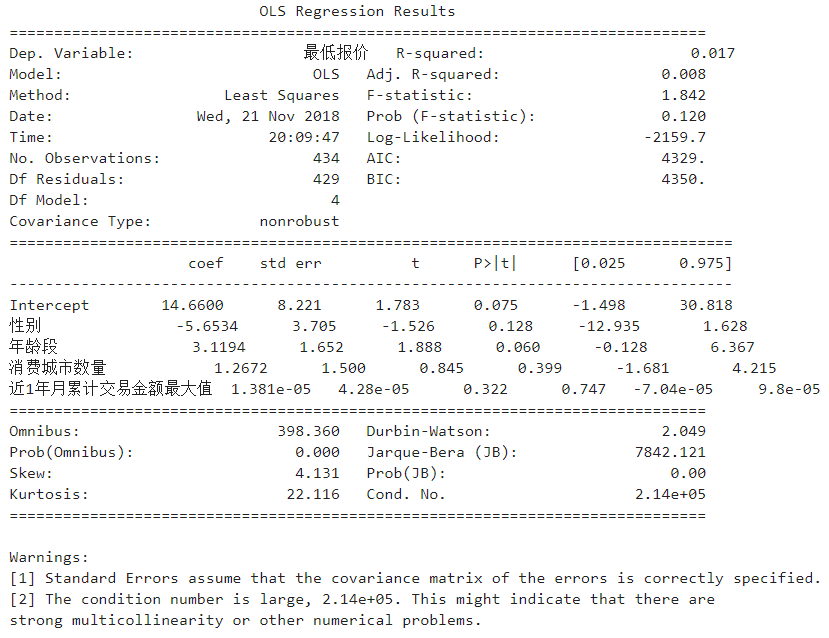 OLS Regression Results
==============================================================================
Dep. Variable: 最低报价 R-squared: 0.017
Model: OLS Adj. R-squared: 0.008
Method: Least Squares F-statistic: 1.842
Date: Wed, 21 Nov 2018 Prob (F-statistic): 0.120
Time: 20:09:47 Log-Likelihood: -2159.7
No. Observations: 434 AIC: 4329.
Df Residuals: 429 BIC: 4350.
Df Model: 4
Covariance Type: nonrobust
=================================================================================
coef std err t P>|t| [0.025 0.975]
---------------------------------------------------------------------------------
Intercept 14.6600 8.221 1.783 0.075 -1.498 30.818
性别 -5.6534 3.705 -1.526 0.128 -12.935 1.628
年龄段 3.1194 1.652 1.888 0.060 -0.128 6.367
消费城市数量 1.2672 1.500 0.845 0.399 -1.681 4.215
近1年月累计交易金额最大值 1.381e-05 4.28e-05 0.322 0.747 -7.04e-05 9.8e-05
==============================================================================
Omnibus: 398.360 Durbin-Watson: 2.049
Prob(Omnibus): 0.000 Jarque-Bera (JB): 7842.121
Skew: 4.131 Prob(JB): 0.00
Kurtosis: 22.116 Cond. No. 2.14e+05
==============================================================================
Warnings:
[1] Standard Errors assume that the covariance matrix of the errors is correctly specified.
[2] The condition number is large, 2.14e+05. This might indicate that there are
strong multicollinearity or other numerical problems.